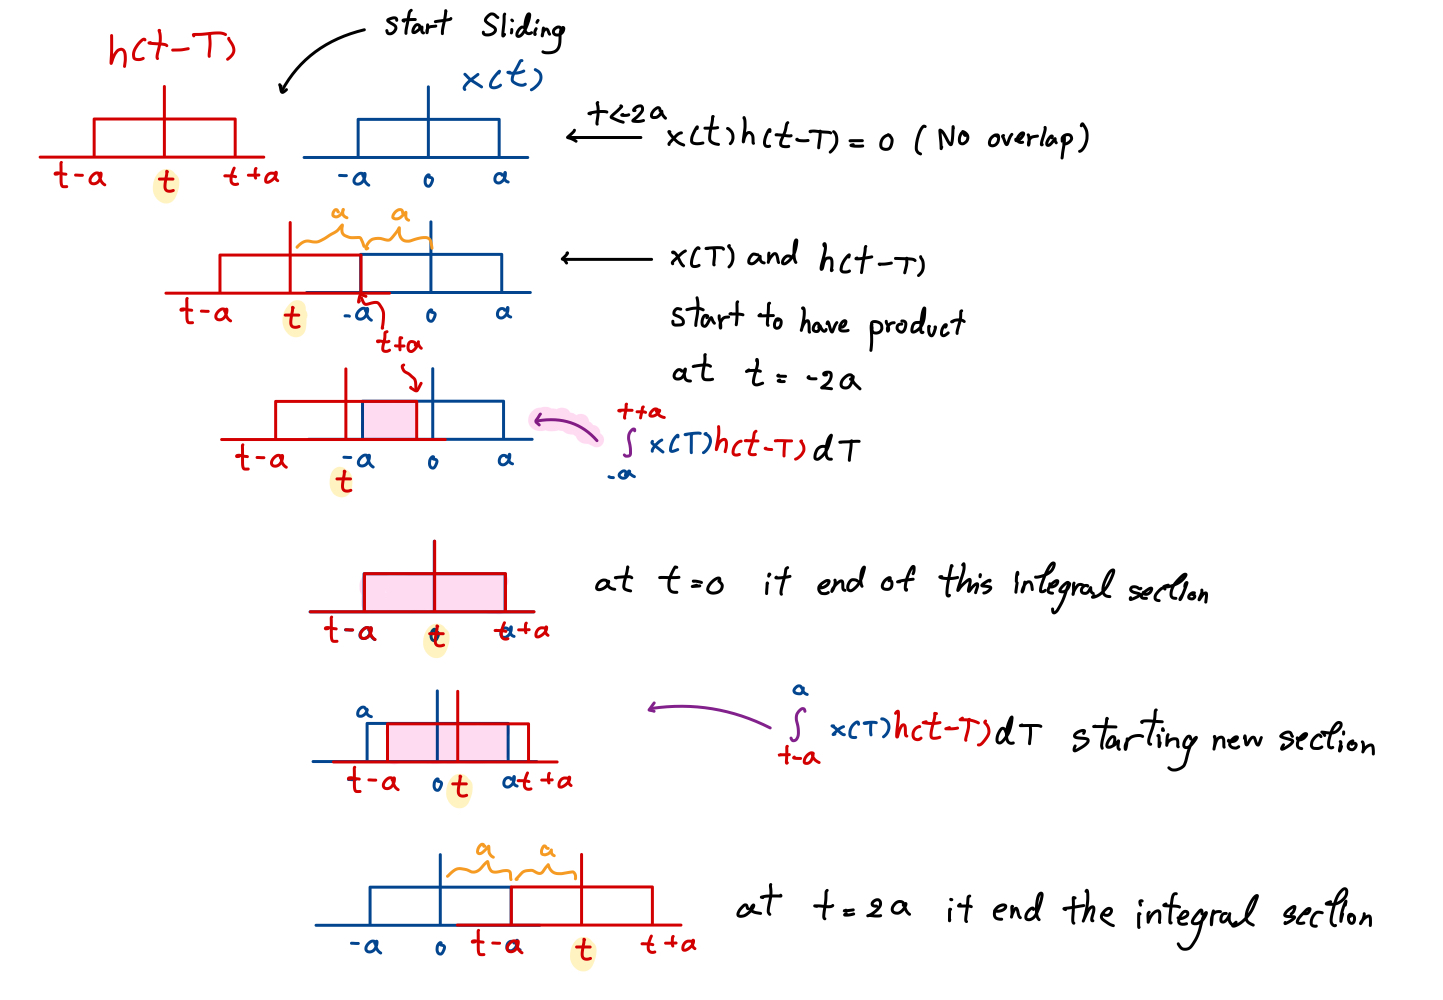 start Sliding
h(t-T)
x(t)
t<-2a
x(t)h(t-T) = 0 (No overlap)
t-a t t+a -a 0 a
a a
x(T) and h(t-T)
t-a t -a 0 a
start to have product
t+a
at t = -2a
t+a
∫ x(T)h(t-T)dT
-a
t-a -a 0 a
t
at t=0 it end of this integral section
t-a 0 t a t+a
a
a
∫ x(T)h(t-T)dT starting new section
t-a
t-a 0 t a t+a
a a
at t=2a it end the integral section
-a 0 t-a a t t+a